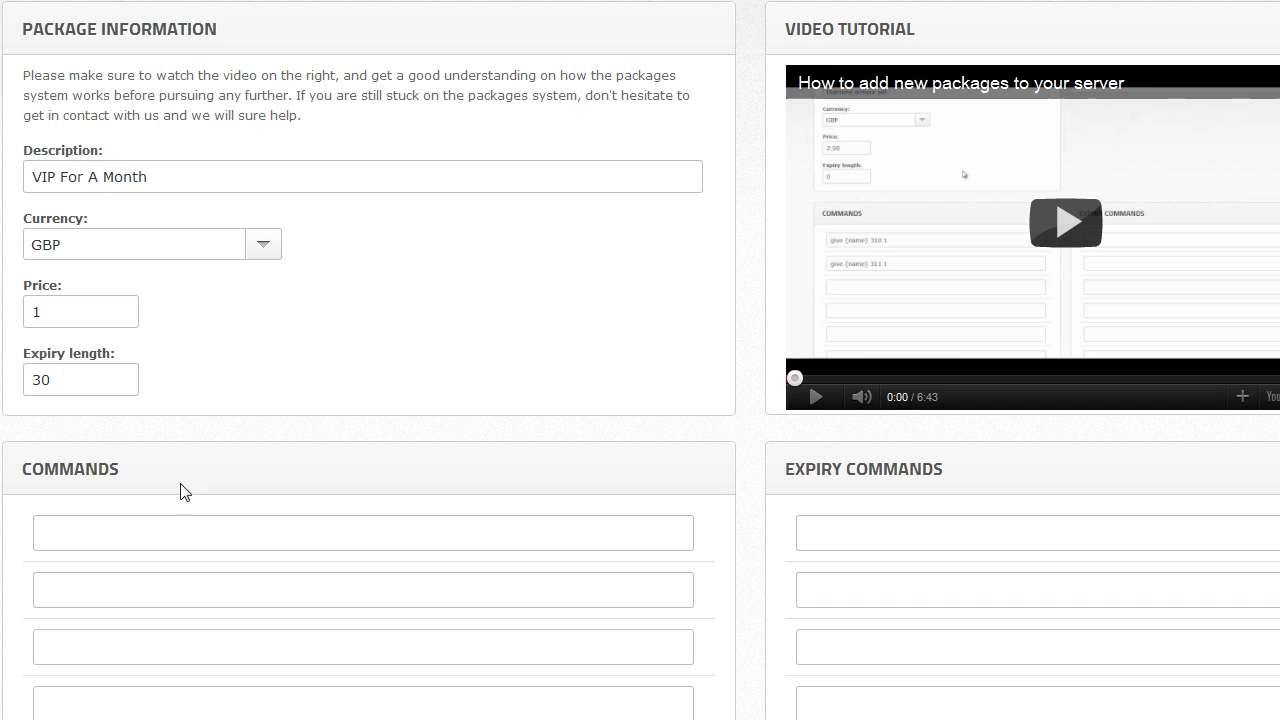 PACKAGE INFORMATION
Please make sure to watch the video on the right, and get a good understanding on how the packages
system works before puruing any further. If you are still stuck on the packages system, don't hesitate to
get in contact with us and we will sure help.
Description:
VIP For A Month
Currency:
GBP
Price:
1
Expiry length:
30
VIDEO TUTORIAL
How to add new packages to your server
Currency:
GBP
Price:
2.50
Expiry length:
0
COMMANDS
COMMANDS
give {name} 310 1
give {name} 311 1
0:00 / 6:43
You
COMMANDS
EXPIRY COMMANDS